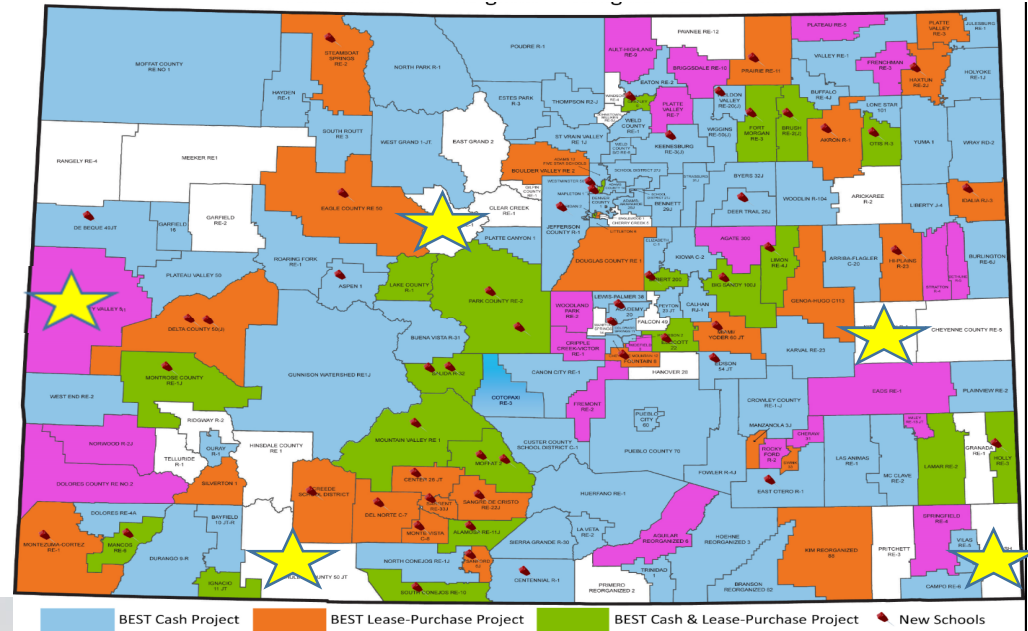 MOFFAT COUNTY
RE:NO 1
STEAMBOAT
SPRINGS
RE-2
NORTH PARK R-1
POUDRE R-1
AULT-HIGHLAND
RE-9
PAWNEE RE-12
BRIGGSDALE RE-10
PRAIRIE RE-11
PLATEAU RE-5
VALLEY RE-1
FRENCHMAN
RE-3
PLATTE
VALLEY
RE-3
JULESBURG
RE-1
HAXTUN
RE-2J
HOLYOKE
RE-1J
HAYDEN
RE-1
ESTES PARK
R-3
THOMPSON R2-J
EATON RE-2
PLATTE
VALLEY
RE-7
WELDON
VALLEY
RE-20(J)
BUFFALO
RE-4J
LONE STAR
101
SOUTH ROUTT
RE 3
WEST GRAND 1-JT.
EAST GRAND 2
ST VRAIN VALLEY
RE 1J
WELD
COUNTY
RE-1
KEENESBURG
RE-3(J)
WIGGINS
RE-50(J)
FORT
MORGAN
RE-3
BRUSH
RE-2(J)
AKRON R-1
OTIS R-3
YUMA 1
WRAY RD-2
RANGELY RE-4
MEEKER RE1
BOULDER VALLEY RE 2
BYERS 32J
WOODLIN R-104
ARICKAREE
R-2
LIBERTY J-4
IDALIA RJ-3
EAGLE COUNTY RE 50
CLEAR CREEK
RE-1
BENNETT
29J
DEER TRAIL 26J
DE BEQUE 49JT
GARFIELD
16
GARFIELD
RE-2
JEFFERSON
COUNTY R-1
CHERRY CREEK 5
LITTLETON 6
PLATTE CANYON 1
DOUGLAS COUNTY RE 1
KIOWA C-2
AGATE 300
LIMON
RE-4J
ARRIBA-FLAGLER
C-20
HI-PLAINS
R-23
BURLINGTON
RE-6J
PLATEAU VALLEY 50
ROARING FORK
RE-1
ASPEN 1
LAKE COUNTY
R-1
PARK COUNTY RE-2
BIG SANDY 100J
GENOA-HUGO C113
STRATTON
R-4
DELTA COUNTY 50(J)
WOODLAND
PARK
RE-2
LEWIS-PALMER 38
ACADEMY
20
PEYTON
23 JT
CALHAN
RJ-1
FALCON 49
CHEYENNE COUNTY RE-5
BUENA VISTA R-31
CRIPPLE
CREEK-VICTOR
RE-1
YODER 60 JT
KARVAL RE-23
MONTROSE COUNTY
RE-1J
GUNNISON WATERSHED RE1J
SALIDA R-32
COTOPAXI
RE-3
CANON CITY RE-1
FOUNTAIN 8
HANOVER 28
EDISON
54 JT
WEST END RE-2
FREMONT
RE-2
CROWLEY COUNTY
RE-1-J
EADS RE-1
PLAINVIEW RE-2
RIDGWAY R-2
OURAY
R-1
HINSDALE COUNTY
RE 1
MOUNTAIN VALLEY RE 1
PUEBLO
CITY
60
MANZANOLA 3J
CHERAW
31
NORWOOD R-2J
TELLURIDE
R-1
MOFFAT 2
CUSTER COUNTY
SCHOOL DISTRICT C-1
PUEBLO COUNTY 70
ROCKY
FORD
R-2
LAS ANIMAS
RE-1
MC CLAVE
RE-2
LAMAR RE-2
GRANADA
RE-1
HOLLY
RE-3
DOLORES COUNTY RE NO.2
SILVERTON 1
CREEDE
SCHOOL DISTRICT
CENTER 26 JT
FOWLER R-4J
EAST OTERO R-1
DOLORES RE-4A
BAYFIELD
10 JT-R
DEL NORTE C-7
SANGRE DE CRISTO
RE-22J
HUERFANO RE-1
MONTEZUMA-CORTEZ
RE-1
MANCOS
RE-6
DURANGO 9-R
MONTE VISTA
C-8
ALAMOSA RE-11J
LA VETA
RE-2
AGUILAR
REORGANIZED 6
HOEHNE
REORGANIZED 3
KIM REORGANIZED
88
PRITCHETT
RE-3
SPRINGFIELD
RE-4
VILAS
RE-5
SIERRA GRANDE R-30
NORTH CONEJOS RE-1J
IGNACIO
11 JT
SOUTH CONEJOS RE-10
CENTENNIAL R-1
PRIMERO
REORGANIZED 2
TRINIDAD
1
BRANSON
REORGANIZED 82
CAMPO RE-6
BEST Cash Project
BEST Lease-Purchase Project
BEST Cash & Lease-Purchase Project
New Schools